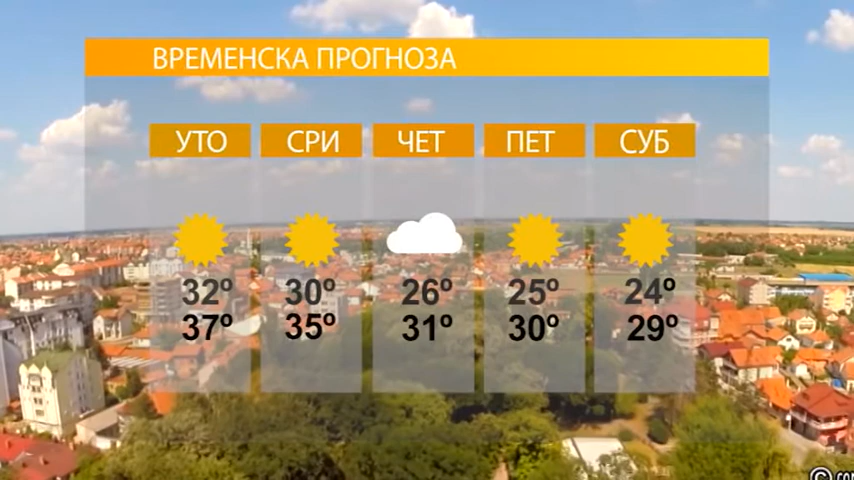 ВРЕМЕНСКА ПРОГНОЗА
УТО СРИ ЧЕТ ПЕТ СУБ
32º 30º 26º 25º 24º
37º 35º 31º 30º 29º